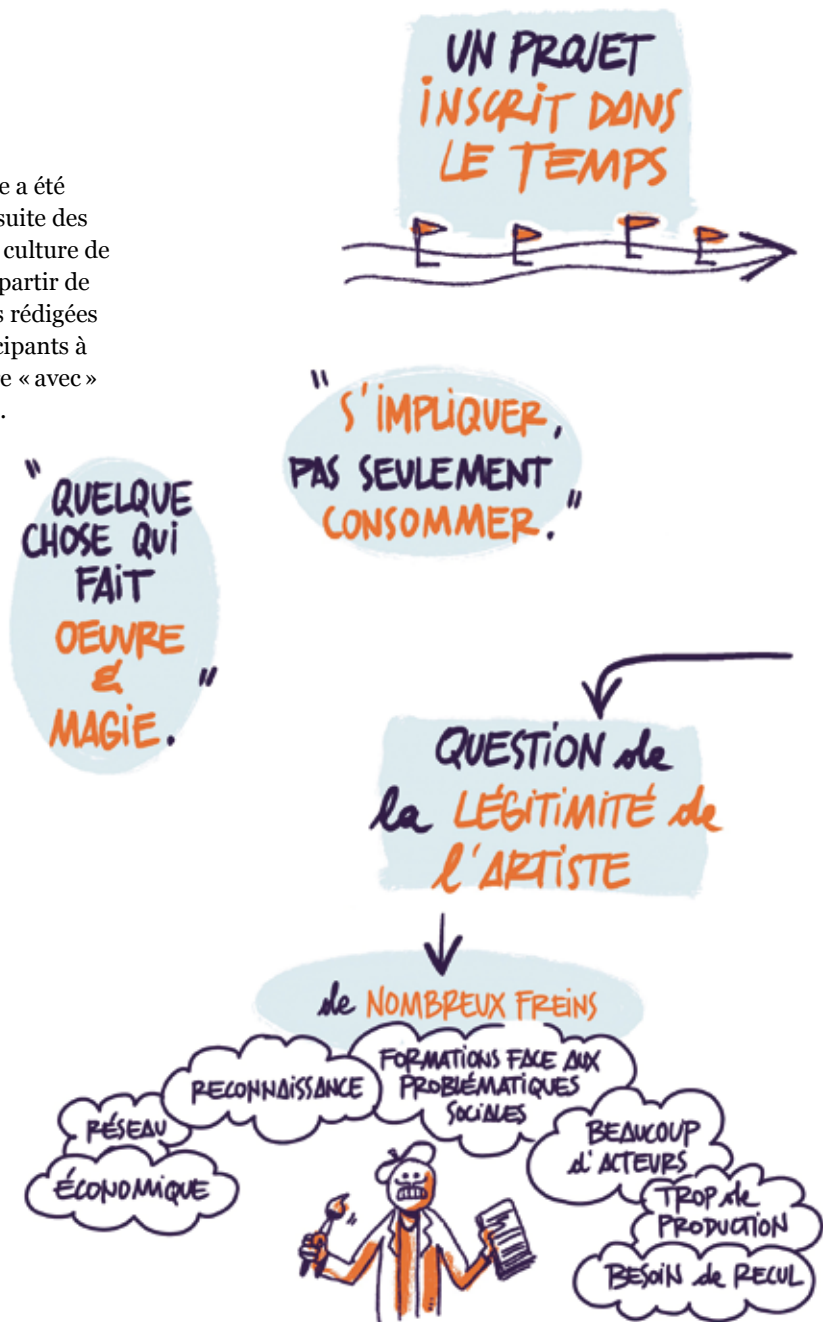 UN PROJET
INSCRIT DANS
LE TEMPS
e a été
suite des
culture de
partir de
s rédigées
cipants à
e « avec »
.
"S'IMPLIQUER,
PAS SEULEMENT
CONSOMMER."
"QUELQUE
CHOSE QUI
FAIT
OEUVRE
&
MAGIE."
QUESTION de
la LÉGITIMITÉ de
l'ARTISTE
de NOMBREUX FREINS
RÉSEAU
ÉCONOMIQUE
RECONNAISSANCE
FORMATIONS FACE AUX
PROBLÉMATIQUES
SOCIALES
BEAUCOUP
d'ACTEURS
TROP de
PRODUCTION
BESOIN de RECUL